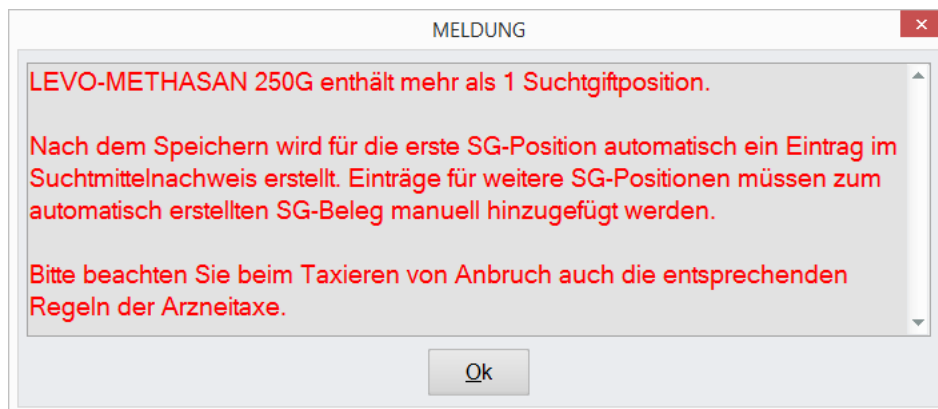 MELDUNG
LEVO-METHASAN 250G enthält mehr als 1 Suchtgiftposition.
Nach dem Speichern wird für die erste SG-Position automatisch ein Eintrag im
Suchtmittelnachweis erstellt. Einträge für weitere SG-Positionen müssen zum
automatisch erstellten SG-Beleg manuell hinzugefügt werden.
Bitte beachten Sie beim Taxieren von Anbruch auch die entsprechenden
Regeln der Arzneitaxe.
Ok